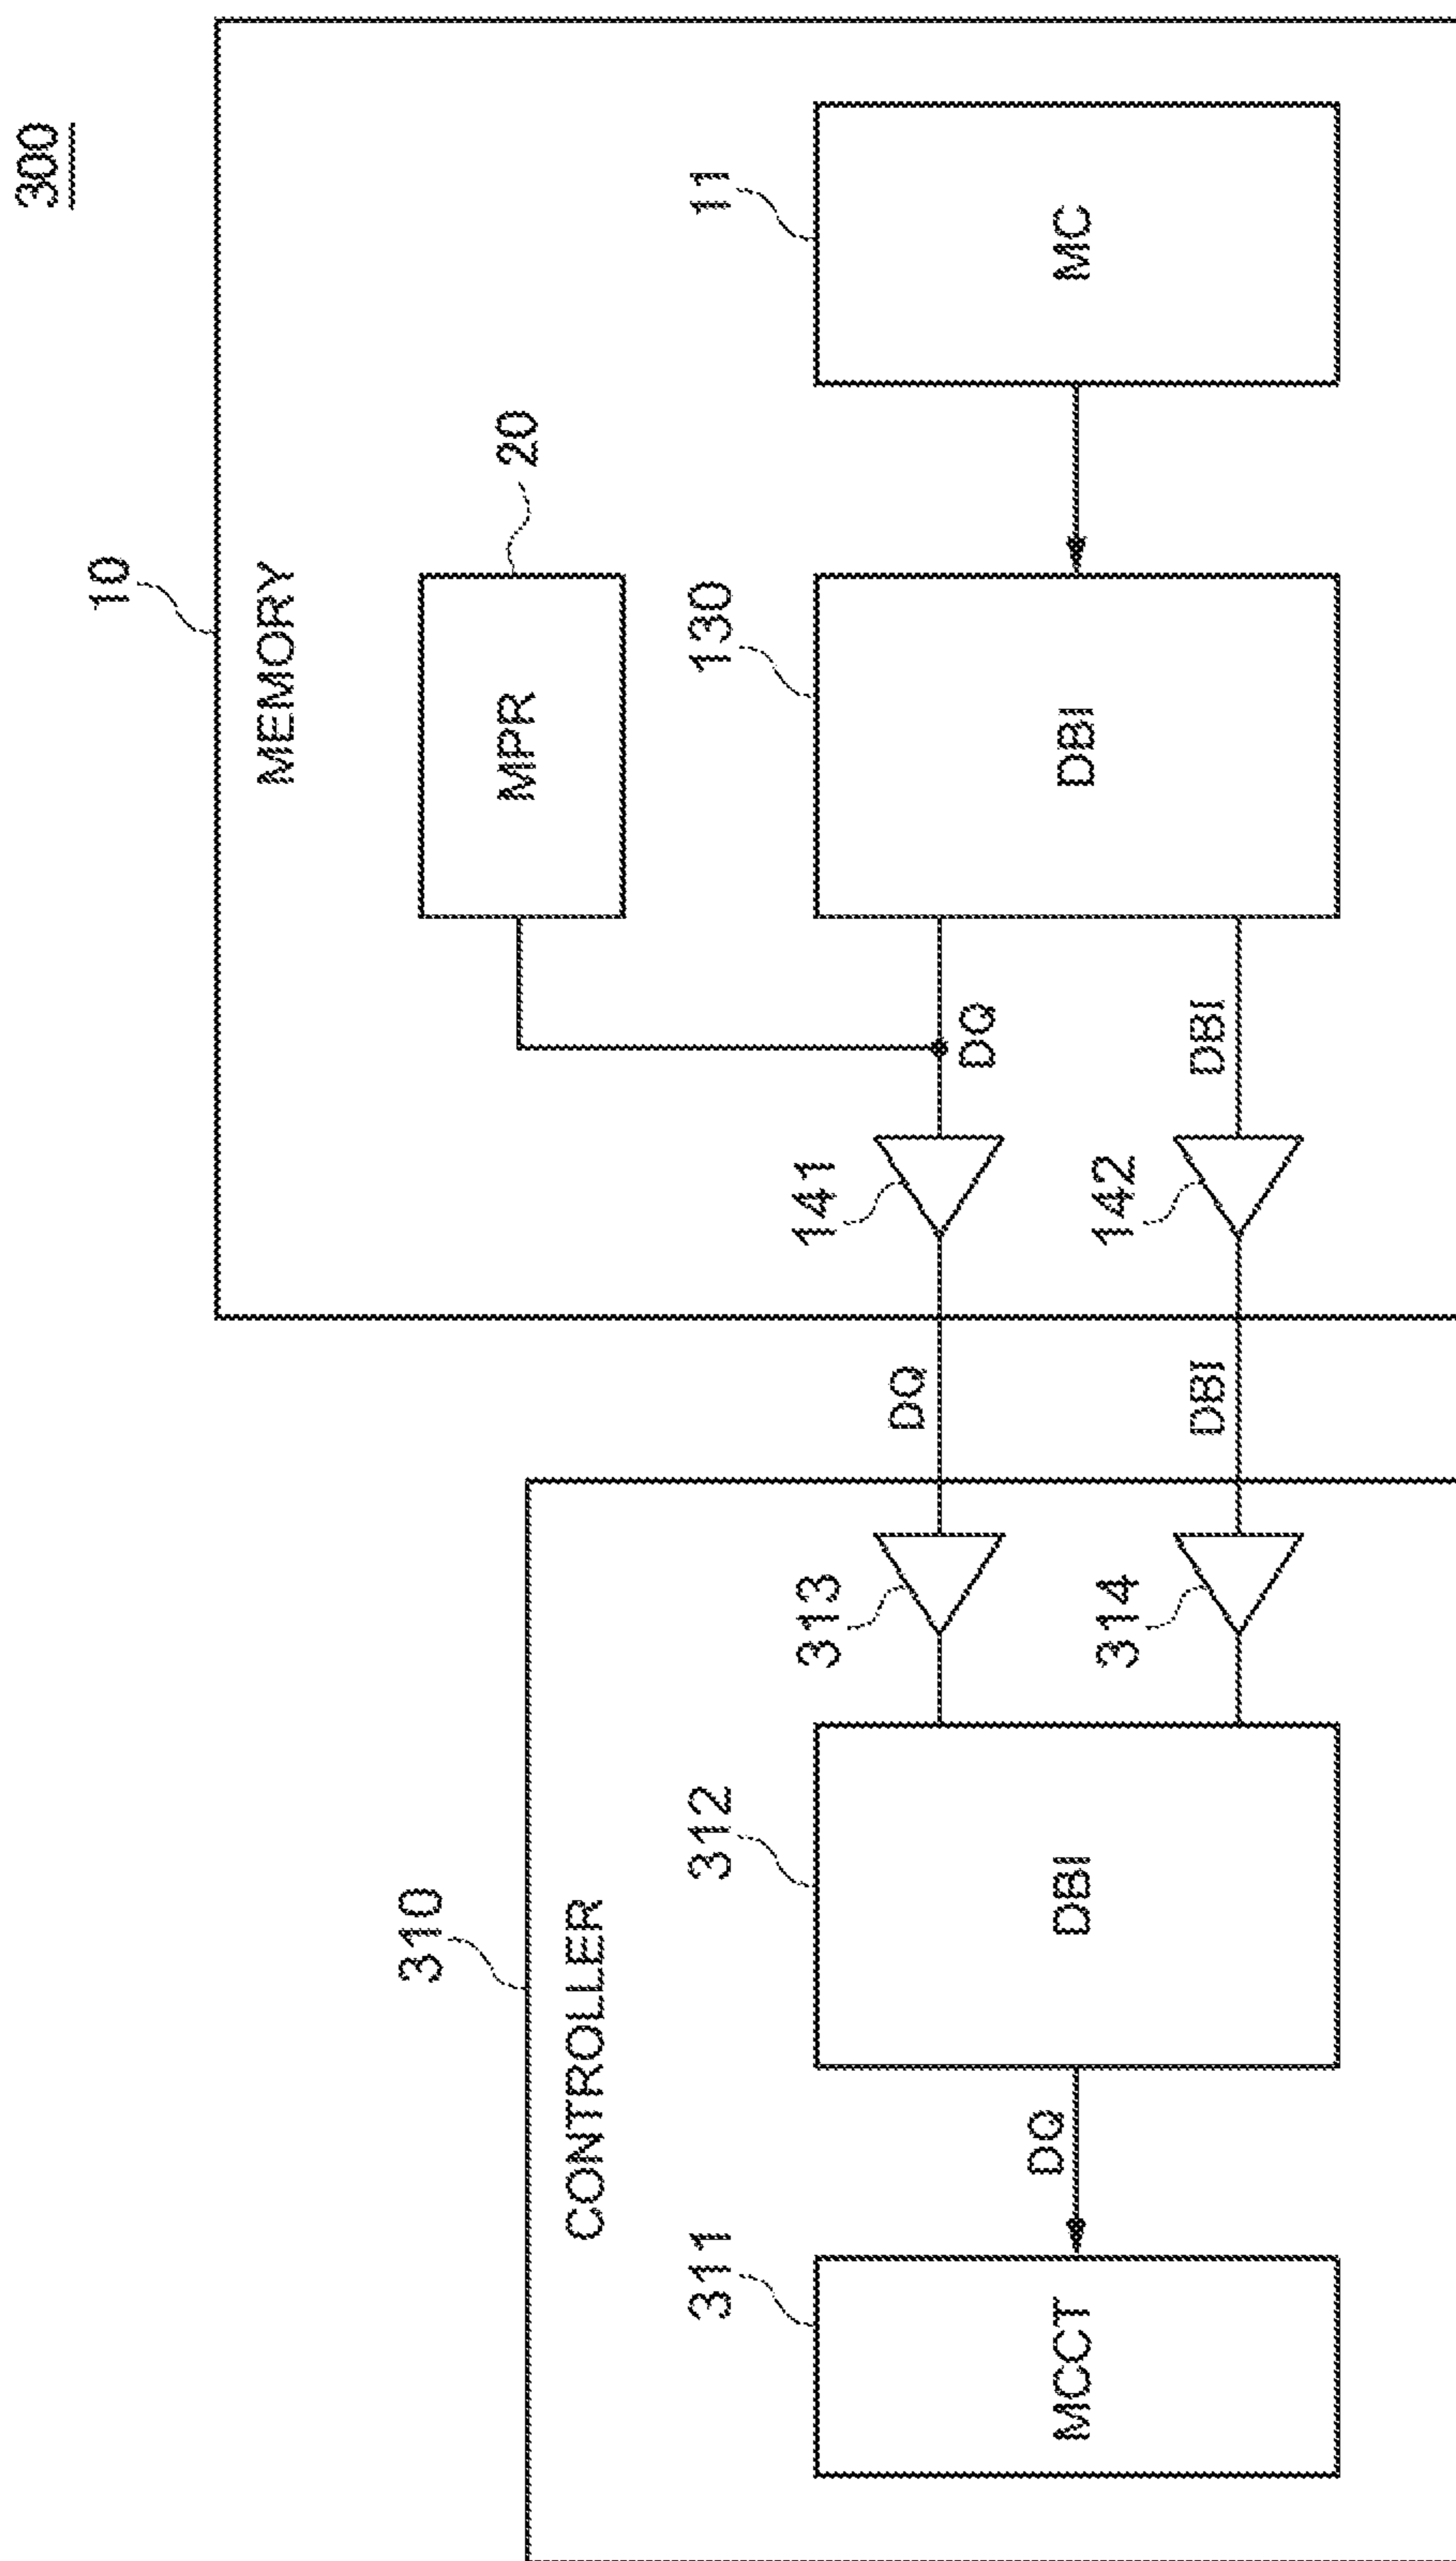 300
10
MEMORY
20
MPR
11
MC
130
DBI
DQ
DBI
141
142
DQ
DBI
310
CONTROLLER
313
314
312
DBI
DQ
311
MCCT